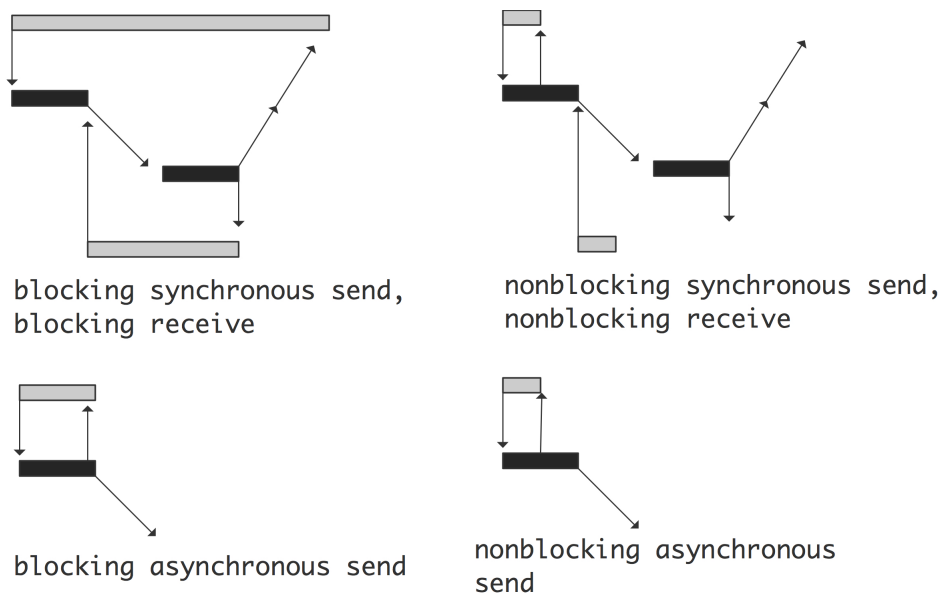 blocking synchronous send,
blocking receive
nonblocking synchronous send,
nonblocking receive
blocking asynchronous send
nonblocking asynchronous
send